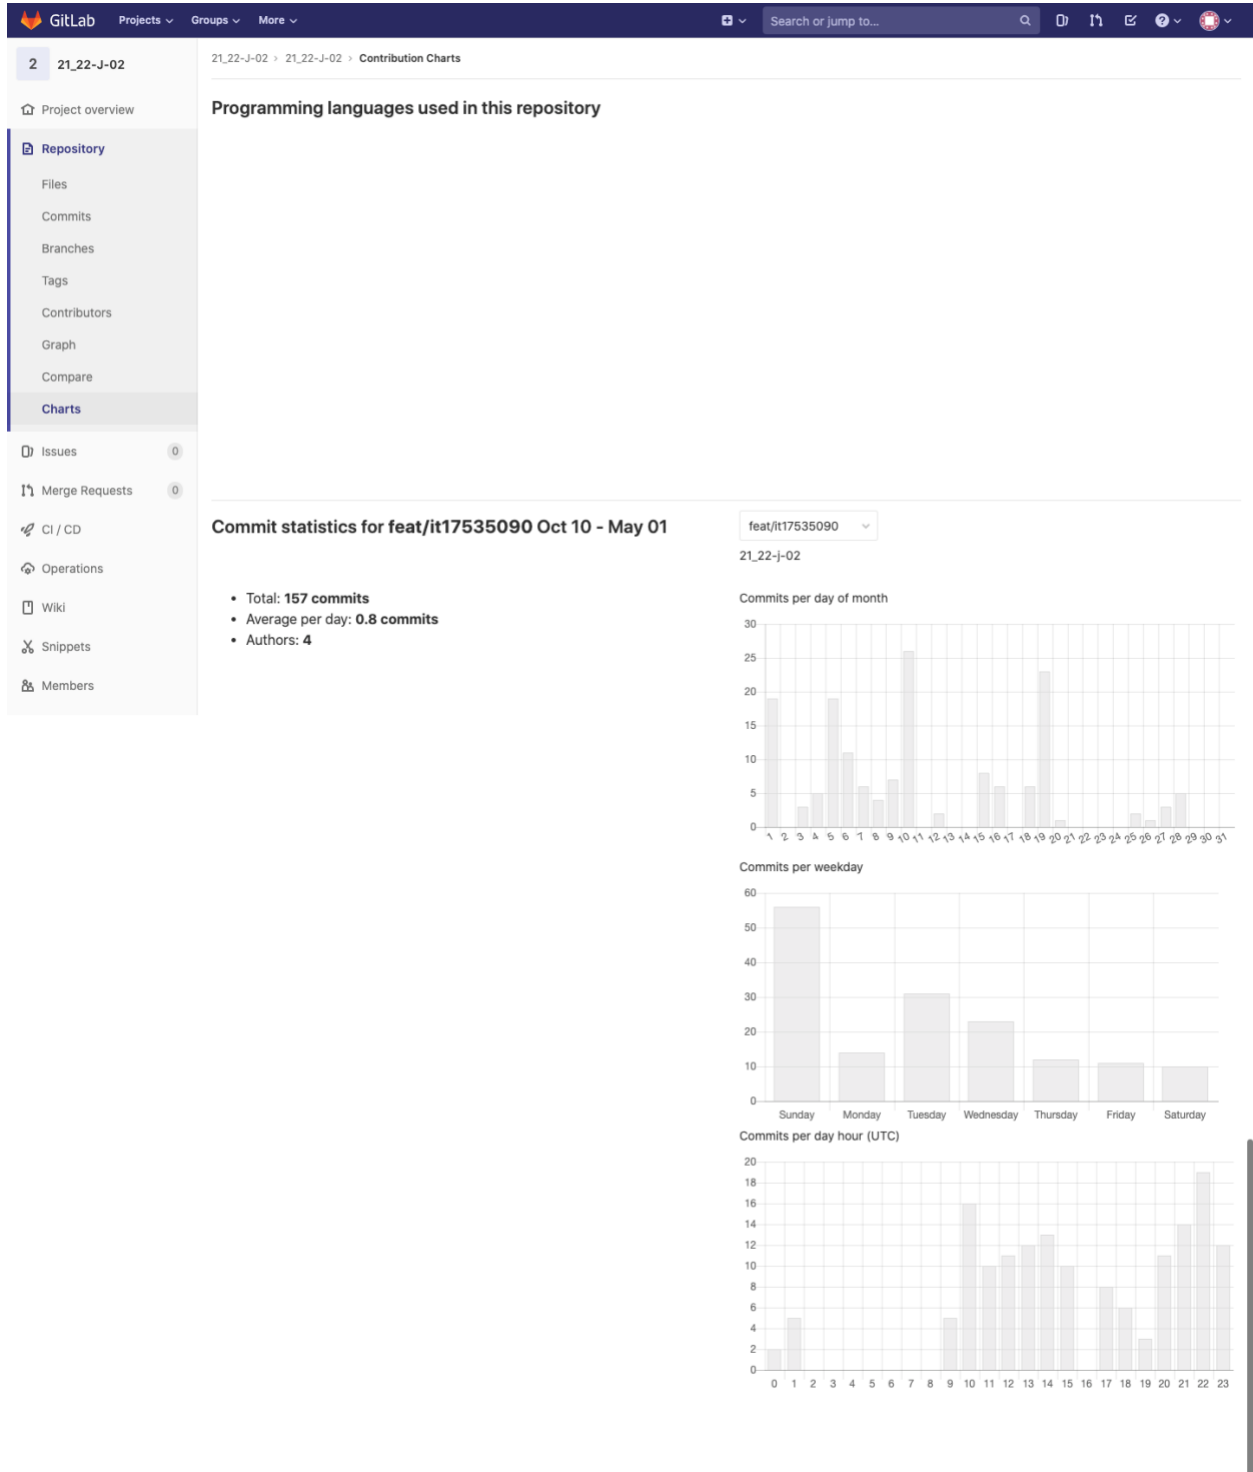 GitLab Projects Groups More Search or jump to...
2 21_22-J-02
21_22-J-02 › 21_22-J-02 › Contribution Charts
Project overview
Repository
Files
Commits
Branches
Tags
Contributors
Graph
Compare
Charts
Issues 0
Merge Requests 0
CI / CD
Operations
Wiki
Snippets
Members
Programming languages used in this repository
Commit statistics for feat/it17535090 Oct 10 - May 01
• Total: 157 commits
• Average per day: 0.8 commits
• Authors: 4
feat/it17535090
21_22-j-02
Commits per day of month
30
25
20
15
10
5
0
1 2 3 4 5 6 7 8 9 10 11 12 13 14 15 16 17 18 19 20 21 22 23 24 25 26 27 28 29 30 31
Commits per weekday
60
50
40
30
20
10
0
Sunday Monday Tuesday Wednesday Thursday Friday Saturday
Commits per day hour (UTC)
20
18
16
14
12
10
8
6
4
2
0
0 1 2 3 4 5 6 7 8 9 10 11 12 13 14 15 16 17 18 19 20 21 22 23